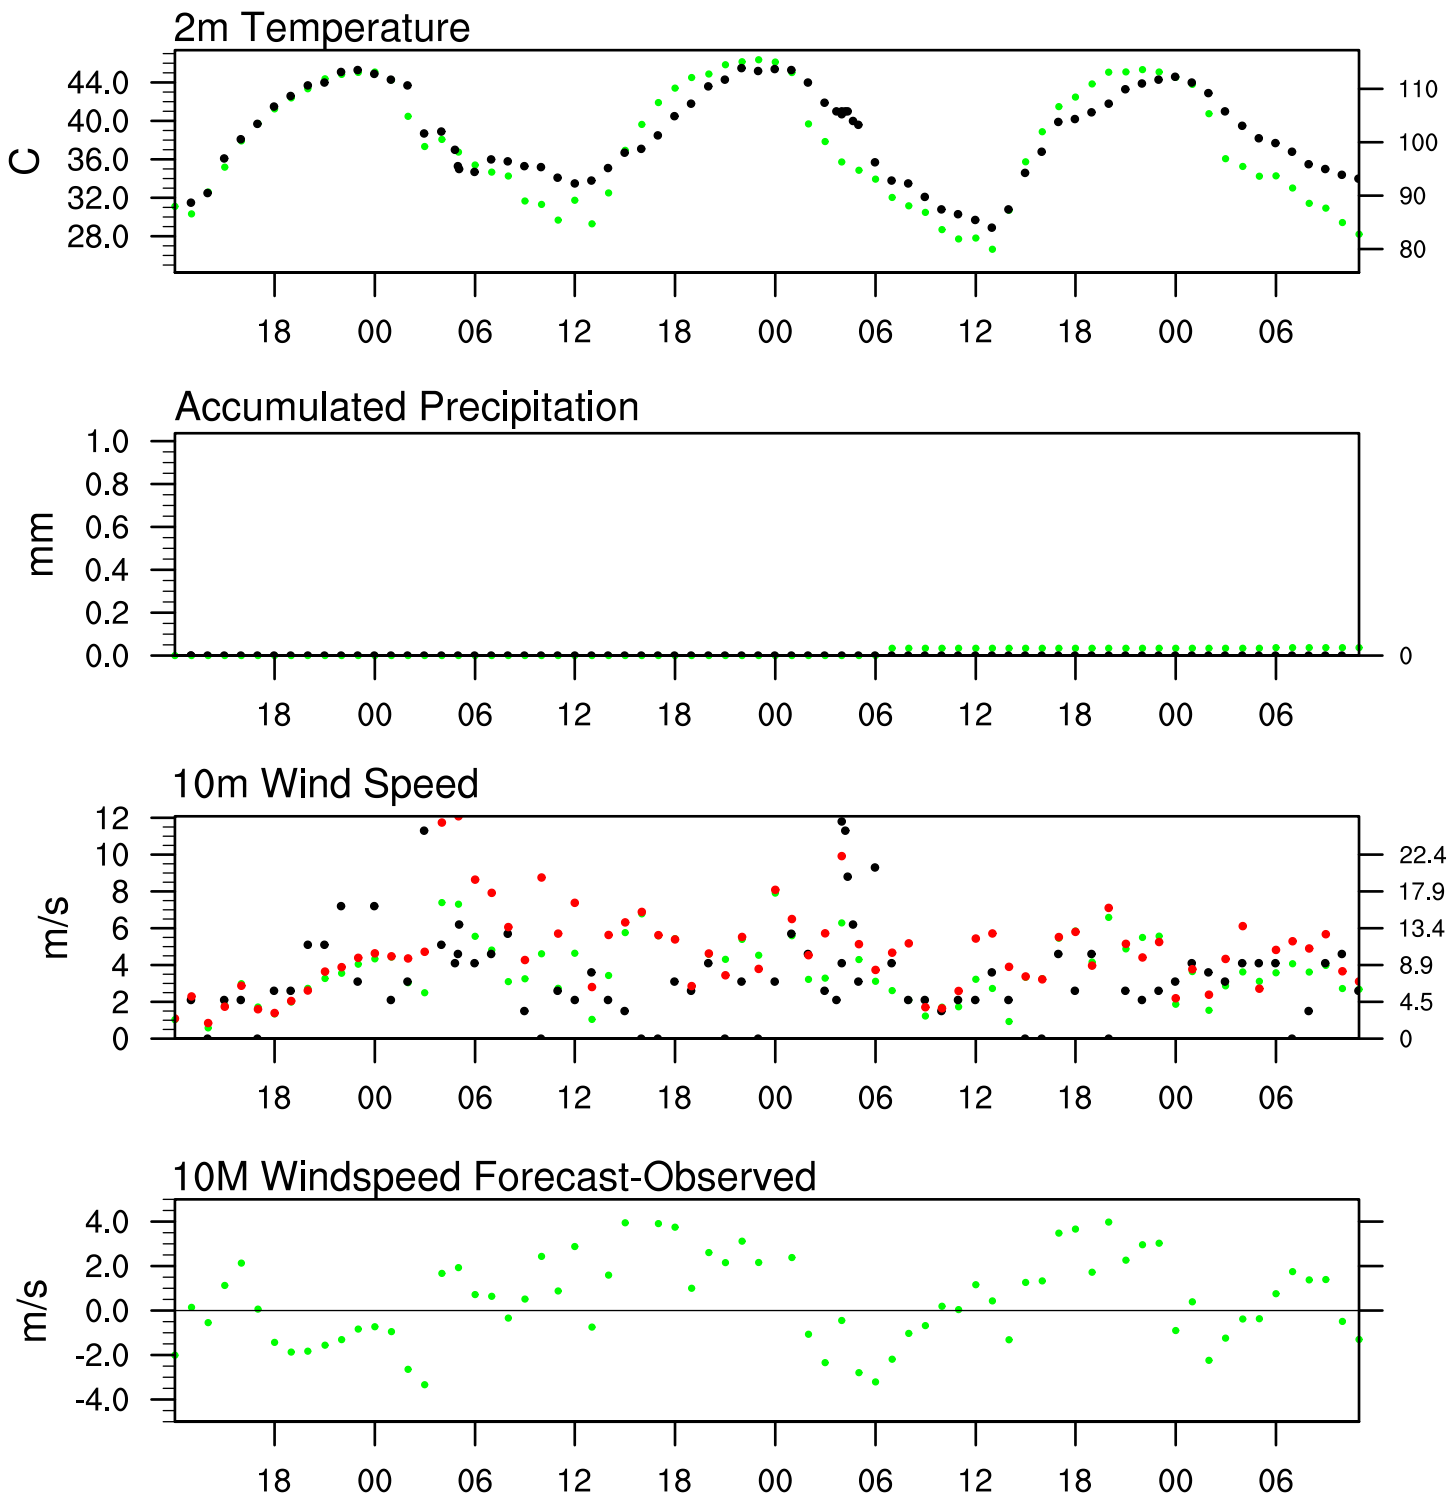 2m Temperature
44.0
40.0
36.0
32.0
28.0
C
110
100
90
80
18 00 06 12 18 00 06 12 18 00 06
Accumulated Precipitation
1.0
0.8
0.6
0.4
0.2
0.0
mm
0
18 00 06 12 18 00 06 12 18 00 06
10m Wind Speed
12
10
8
6
4
2
0
m/s
22.4
17.9
13.4
8.9
4.5
0
18 00 06 12 18 00 06 12 18 00 06
10M Windspeed Forecast-Observed
4.0
2.0
0.0
-2.0
-4.0
m/s
18 00 06 12 18 00 06 12 18 00 06